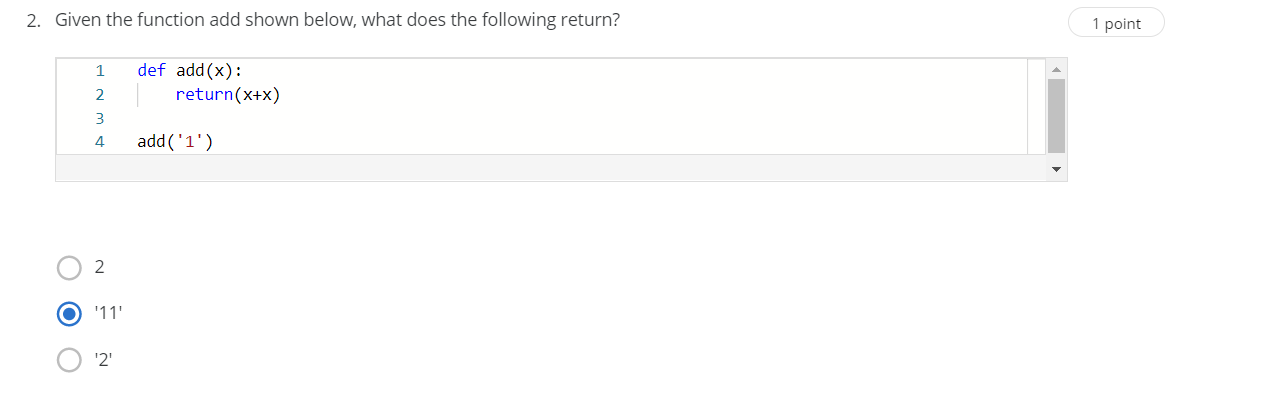 2. Given the function add shown below, what does the following return?
1 point
1 def add(x):
2 return(x+x)
3
4 add('1')
2
'11'
'2'